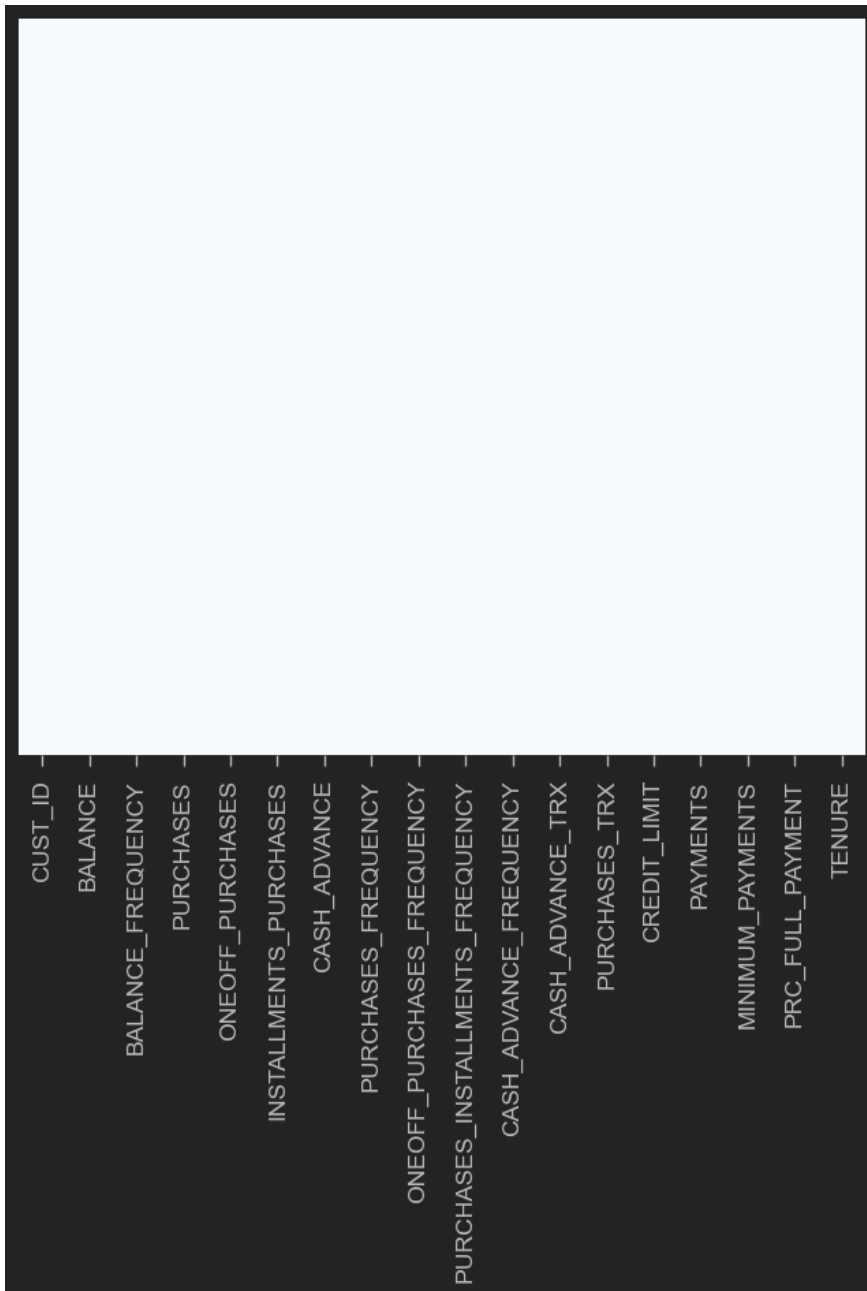 CUST_ID
BALANCE
BALANCE_FREQUENCY
PURCHASES
ONEOFF_PURCHASES
INSTALLMENTS_PURCHASES
CASH_ADVANCE
PURCHASES_FREQUENCY
ONEOFF_PURCHASES_FREQUENCY
PURCHASES_INSTALLMENTS_FREQUENCY
CASH_ADVANCE_FREQUENCY
CASH_ADVANCE_TRX
PURCHASES_TRX
CREDIT_LIMIT
PAYMENTS
MINIMUM_PAYMENTS
PRC_FULL_PAYMENT
TENURE